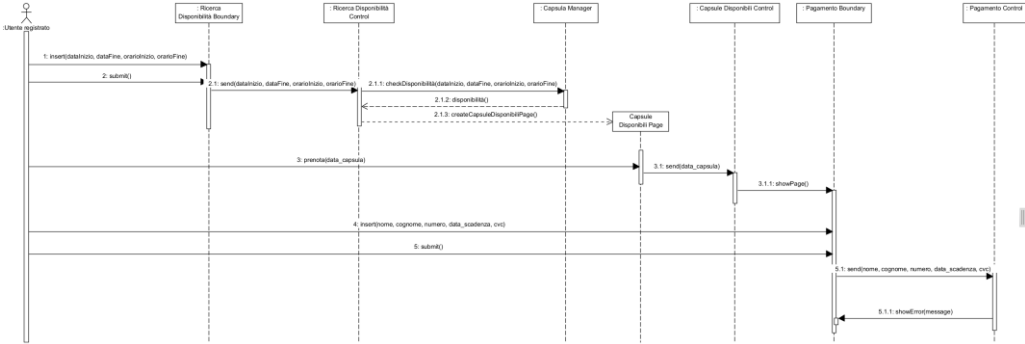 : Ricerca
Disponibilità Boundary
: Ricerca Disponibilità
Control
: Capsula Manager
: Capsule Disponibili Control
: Pagamento Boundary
: Pagamento Control
:Utente registrato
1: insert(dataInizio, dataFine, orarioInizio, orarioFine)
2: submit()
2.1: send(dataInizio, dataFine, orarioInizio, orarioFine)
2.1.1: checkDisponibilità(dataInizio, dataFine, orarioInizio, orarioFine)
2.1.2: disponibilità()
2.1.3: createCapsuleDisponibiliPage()
Capsule
Disponibili Page
3: prenota(data_capsula)
3.1: send(data_capsula)
3.1.1: showPage()
4: insert(nome, cognome, numero, data_scadenza, cvc)
5: submit()
5.1: send(nome, cognome, numero, data_scadenza, cvc)
5.1.1: showError(message)